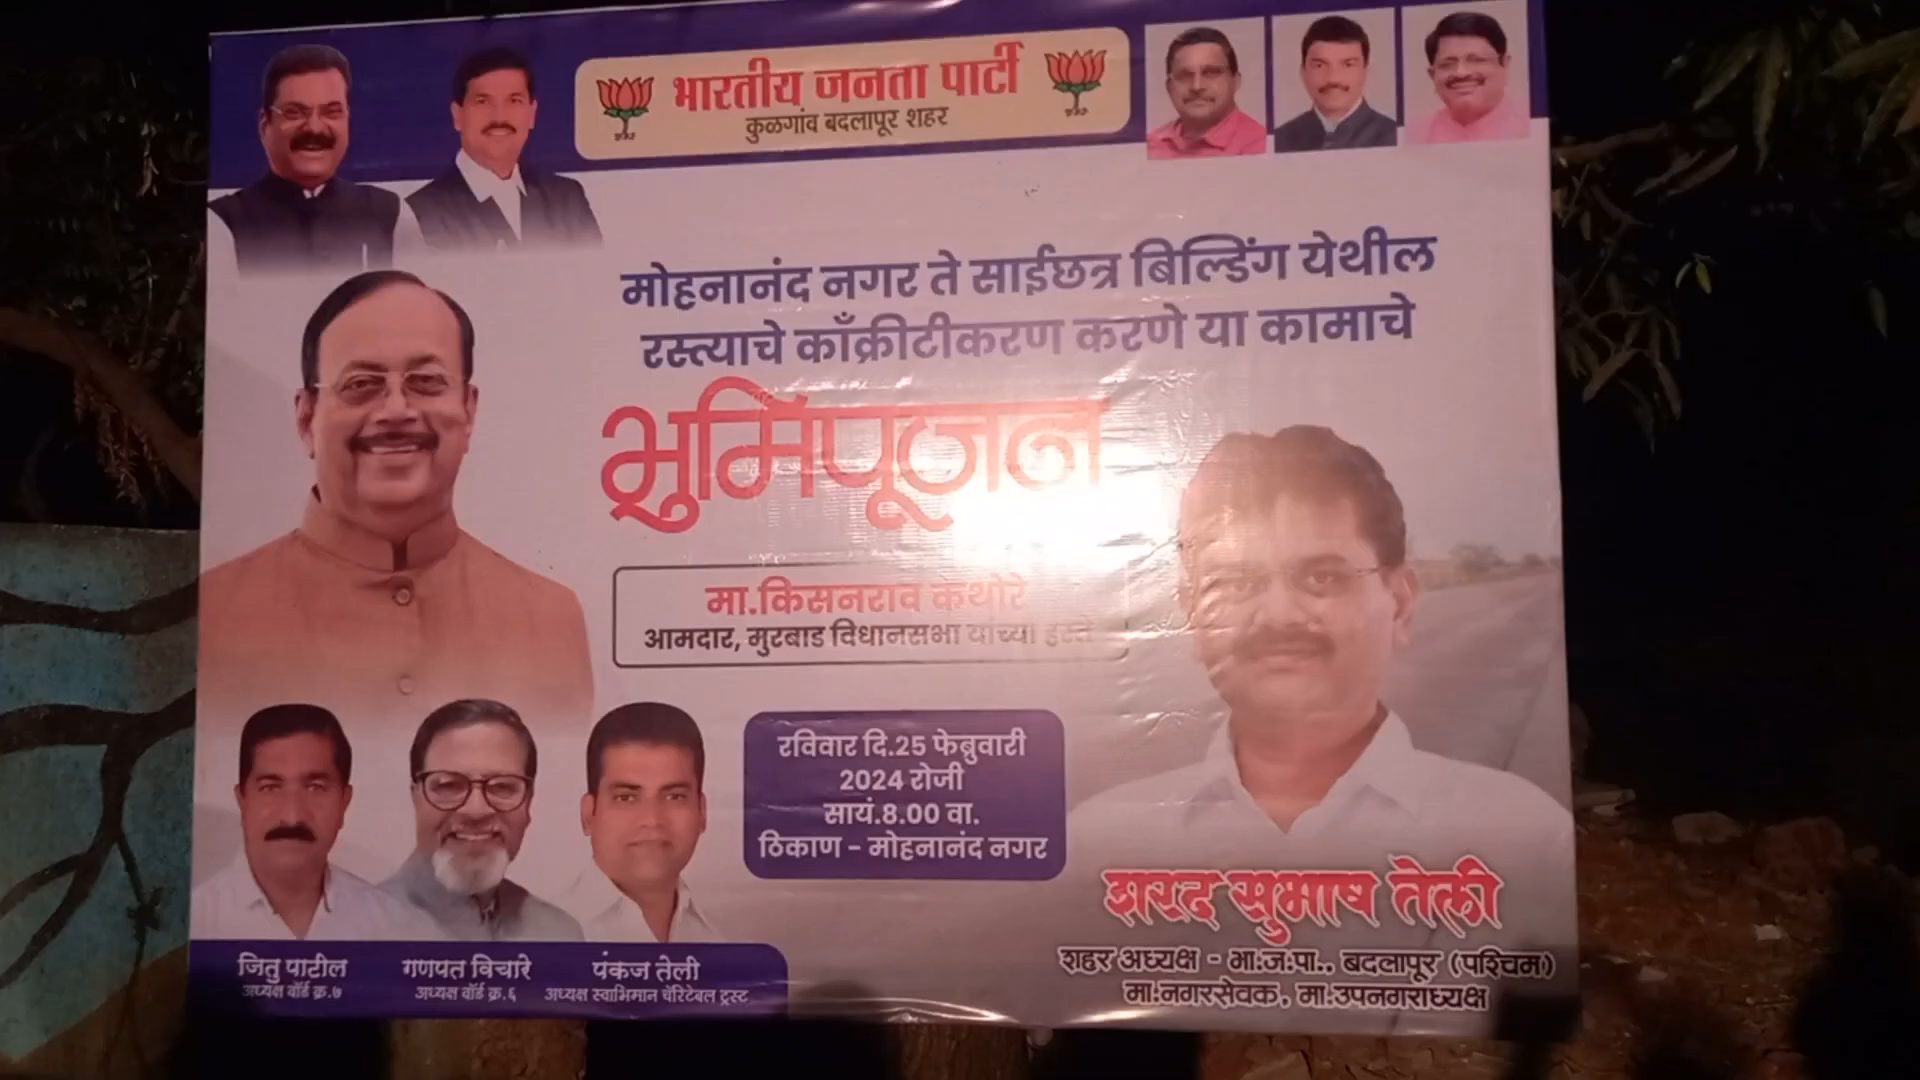 भारतीय जनता पार्टी
कुळगांव बदलापूर शहर
मोहनानंद नगर ते साईछत्र बिल्डिंग येथील
रस्त्याचे काँक्रीटीकरण करणे या कामाचे
भुमिपूजन
मा.किसनराव कथोरे
आमदार, मुरबाड विधानसभा यांच्या हस्ते
रविवार दि.25 फेब्रुवारी
2024 रोजी
सायं.8.00 वा.
ठिकाण - मोहनानंद नगर
शरद सुभाष तेली
शहर अध्यक्ष - भा.ज.पा., बदलापूर (पश्चिम)
मा.नगरसेवक, मा.उपनगराध्यक्ष
जितु पाटील
अध्यक्ष वॉर्ड क्र.७
गणपत विचारे
अध्यक्ष वॉर्ड क्र.६
पंकज तेली
अध्यक्ष स्वाभिमान चॅरिटेबल ट्रस्ट